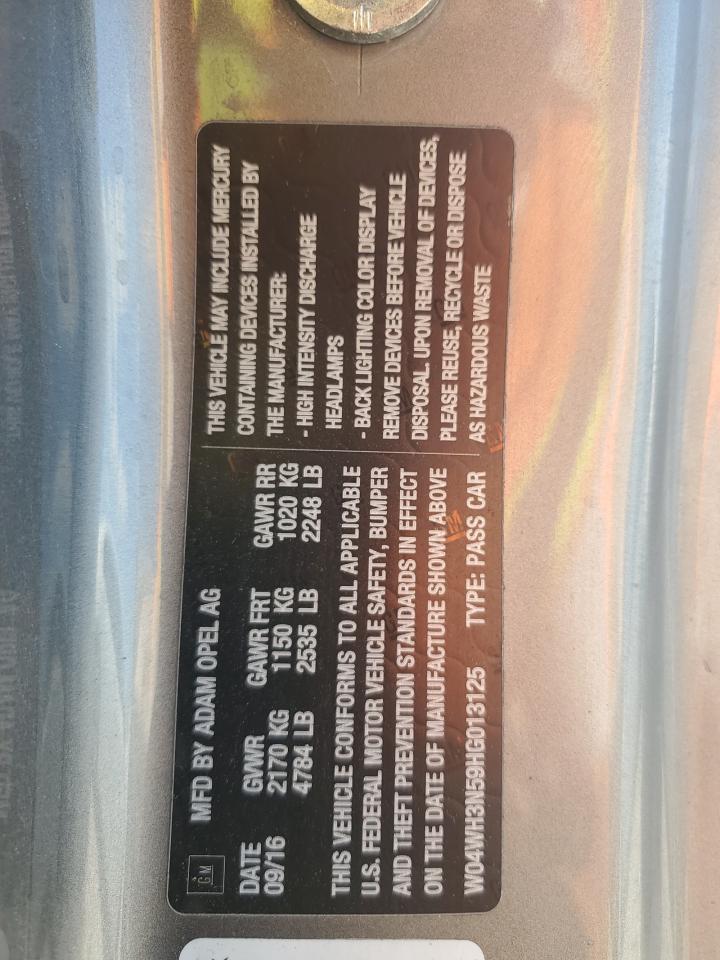 GM
MFD BY ADAM OPEL AG
DATE GVWR GAWR FRT GAWR RR
09/16 2170 KG 1150 KG 1020 KG
4784 LB 2535 LB 2248 LB
THIS VEHICLE CONFORMS TO ALL APPLICABLE
U.S. FEDERAL MOTOR VEHICLE SAFETY, BUMPER
AND THEFT PREVENTION STANDARDS IN EFFECT
ON THE DATE OF MANUFACTURE SHOWN ABOVE
W04WH3N59HG013125 TYPE: PASS CAR
THIS VEHICLE MAY INCLUDE MERCURY
CONTAINING DEVICES INSTALLED BY
THE MANUFACTURER:
- HIGH INTENSITY DISCHARGE
HEADLAMPS
- BACK LIGHTING COLOR DISPLAY
REMOVE DEVICES BEFORE VEHICLE
DISPOSAL. UPON REMOVAL OF DEVICES,
PLEASE REUSE, RECYCLE OR DISPOSE
AS HAZARDOUS WASTE